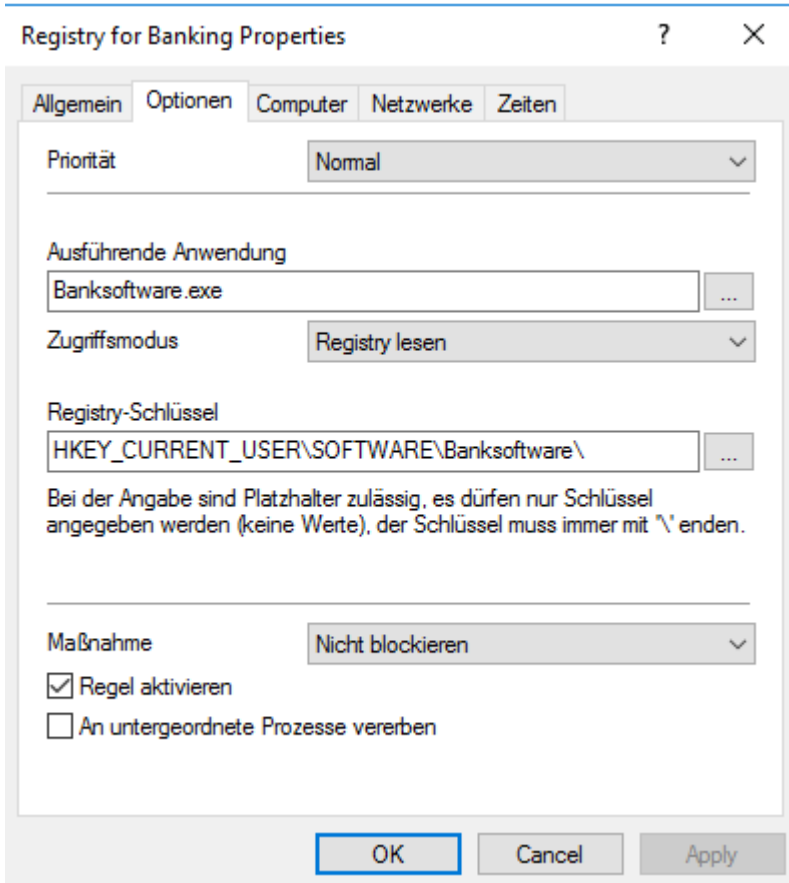 Registry for Banking Properties ? ✕
Allgemein Optionen Computer Netzwerke Zeiten
Priorität Normal
Ausführende Anwendung
Banksoftware.exe ...
Zugriffsmodus Registry lesen
Registry-Schlüssel
HKEY_CURRENT_USER\SOFTWARE\Banksoftware\ ...
Bei der Angabe sind Platzhalter zulässig, es dürfen nur Schlüssel
angegeben werden (keine Werte), der Schlüssel muss immer mit '\' enden.
Maßnahme Nicht blockieren
Regel aktivieren
An untergeordnete Prozesse vererben
OK Cancel Apply